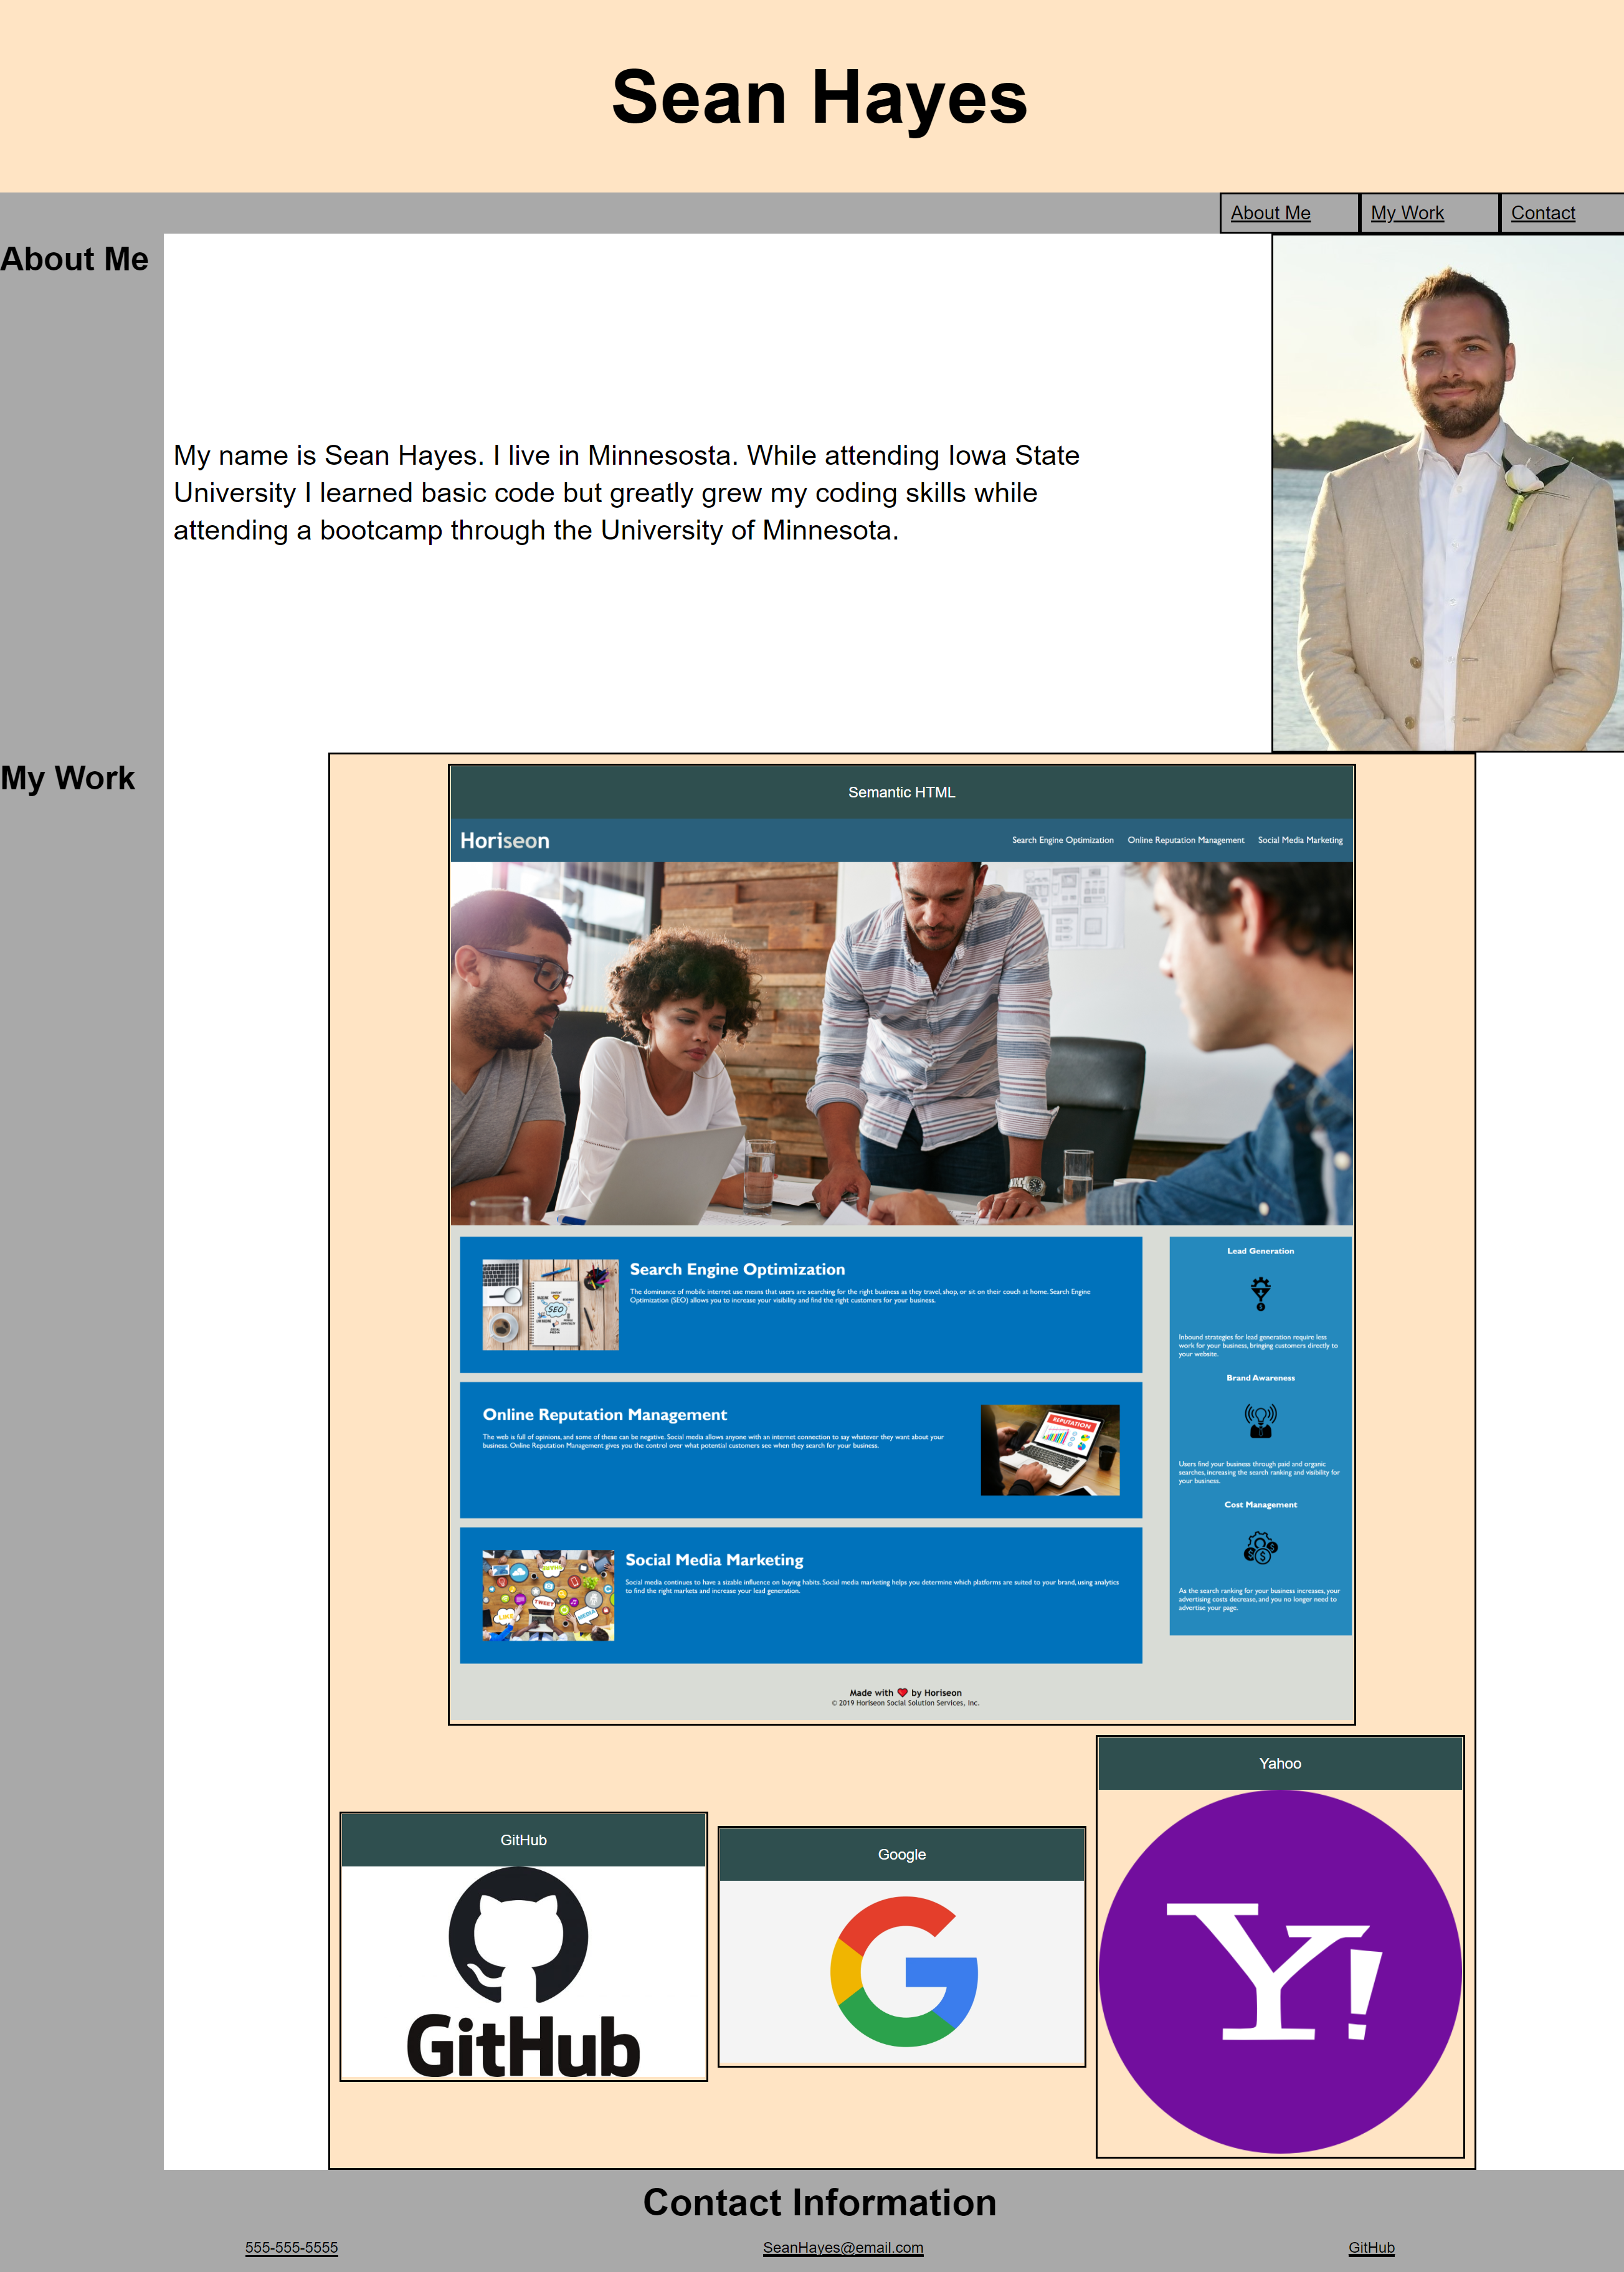 Sean Hayes
About Me
My Work
Contact
About Me
My name is Sean Hayes. I live in Minnesosta. While attending Iowa State
University I learned basic code but greatly grew my coding skills while
attending a bootcamp through the University of Minnesota.
My Work
Semantic HTML
Horiseon
Search Engine Optimization
Online Reputation Management
Social Media Marketing
Search Engine Optimization
The dominance of mobile internet use means that users are searching for the right business as they travel, shop, or sit on their couch at home. Search Engine
Optimization (SEO) allows you to increase your visibility and find the right customers for your business.
SEO
Online Reputation Management
The web is full of opinions, and some of these can be negative. Social media allows anyone with an internet connection to say whatever they want about your
business. Online Reputation Management gives you the control over what potential customers see when they search for your business.
REPUTATION
Social Media Marketing
Social media continues to have a sizable influence on buying habits. Social media marketing helps you determine which platforms are suited to your brand, using analytics
to find the right markets and increase your lead generation.
TWEET
LIKE
MEDIA
Lead Generation
Inbound strategies for lead generation require less
work for your business, bringing customers directly to
your website.
Brand Awareness
Users find your business through paid and organic
searches, increasing the search ranking and visibility for
your business.
Cost Management
As the search ranking for your business increases, your
advertising costs decrease, and you no longer need to
advertise your page.
Made with ❤ by Horiseon
© 2019 Horiseon Social Solution Services, Inc.
GitHub
GitHub
Google
G
Yahoo
Y!
Contact Information
555-555-5555
SeanHayes@email.com
GitHub